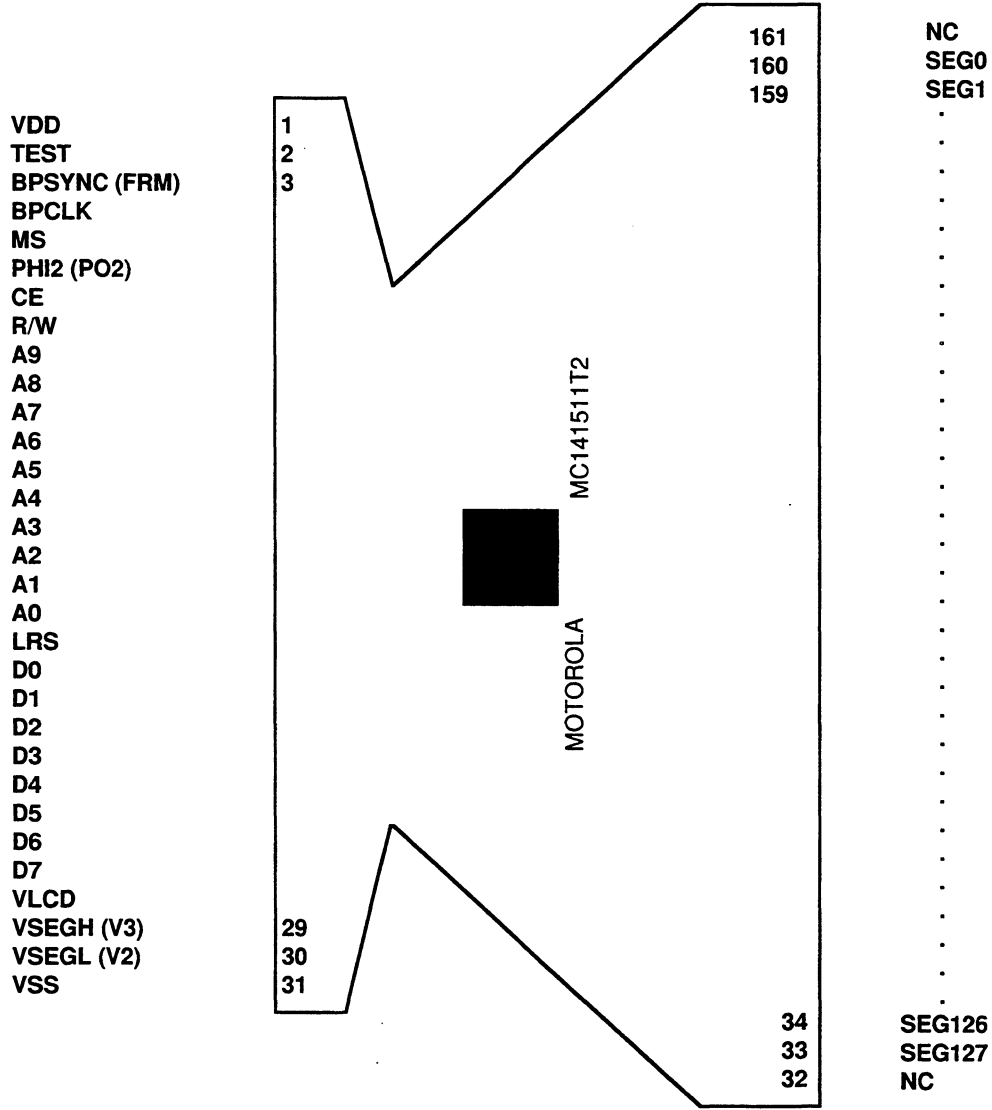 161 NC
160 SEG0
159 SEG1
VDD 1
TEST 2
BPSYNC (FRM) 3
BPCLK
MS
PHI2 (PO2)
CE
R/W
A9
A8
A7
A6
A5
A4
A3
A2
A1
A0
LRS
D0
D1
D2
D3
D4
D5
D6
D7
VLCD
VSEGH (V3) 29
VSEGL (V2) 30
VSS 31
MC141511T2
MOTOROLA
34 SEG126
33 SEG127
32 NC